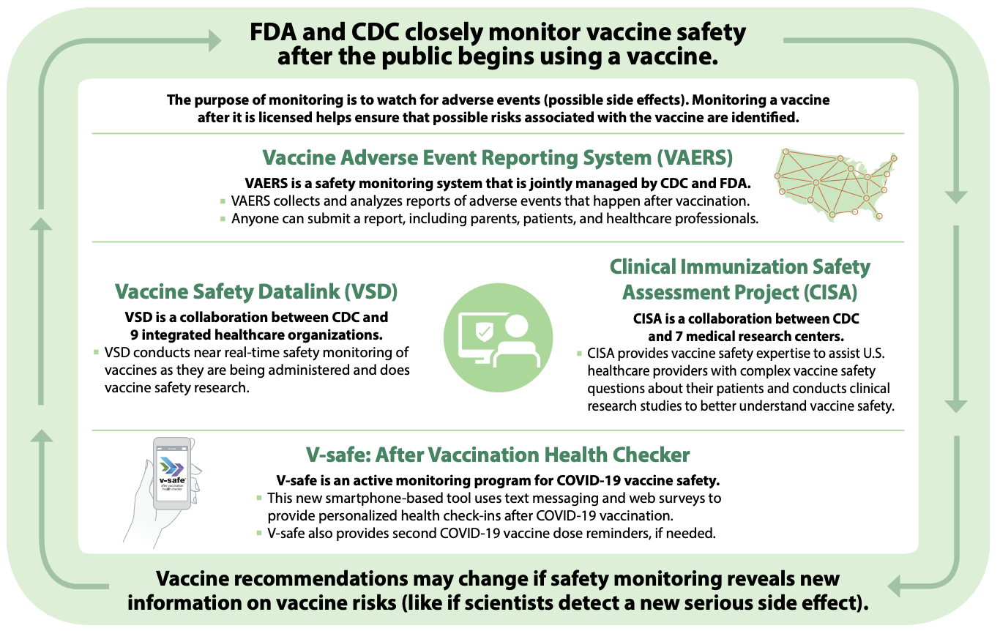 FDA and CDC closely monitor vaccine safety
after the public begins using a vaccine.
The purpose of monitoring is to watch for adverse events (possible side effects). Monitoring a vaccine
after it is licensed helps ensure that possible risks associated with the vaccine are identified.
Vaccine Adverse Event Reporting System (VAERS)
VAERS is a safety monitoring system that is jointly managed by CDC and FDA.
VAERS collects and analyzes reports of adverse events that happen after vaccination.
Anyone can submit a report, including parents, patients, and healthcare professionals.
Vaccine Safety Datalink (VSD)
VSD is a collaboration between CDC and
9 integrated healthcare organizations.
VSD conducts near real-time safety monitoring of
vaccines as they are being administered and does
vaccine safety research.
Clinical Immunization Safety
Assessment Project (CISA)
CISA is a collaboration between CDC
and 7 medical research centers.
CISA provides vaccine safety expertise to assist U.S.
healthcare providers with complex vaccine safety
questions about their patients and conducts clinical
research studies to better understand vaccine safety.
v-safe
after vaccination
health checker
V-safe: After Vaccination Health Checker
V-safe is an active monitoring program for COVID-19 vaccine safety.
This new smartphone-based tool uses text messaging and web surveys to
provide personalized health check-ins after COVID-19 vaccination.
V-safe also provides second COVID-19 vaccine dose reminders, if needed.
Vaccine recommendations may change if safety monitoring reveals new
information on vaccine risks (like if scientists detect a new serious side effect).